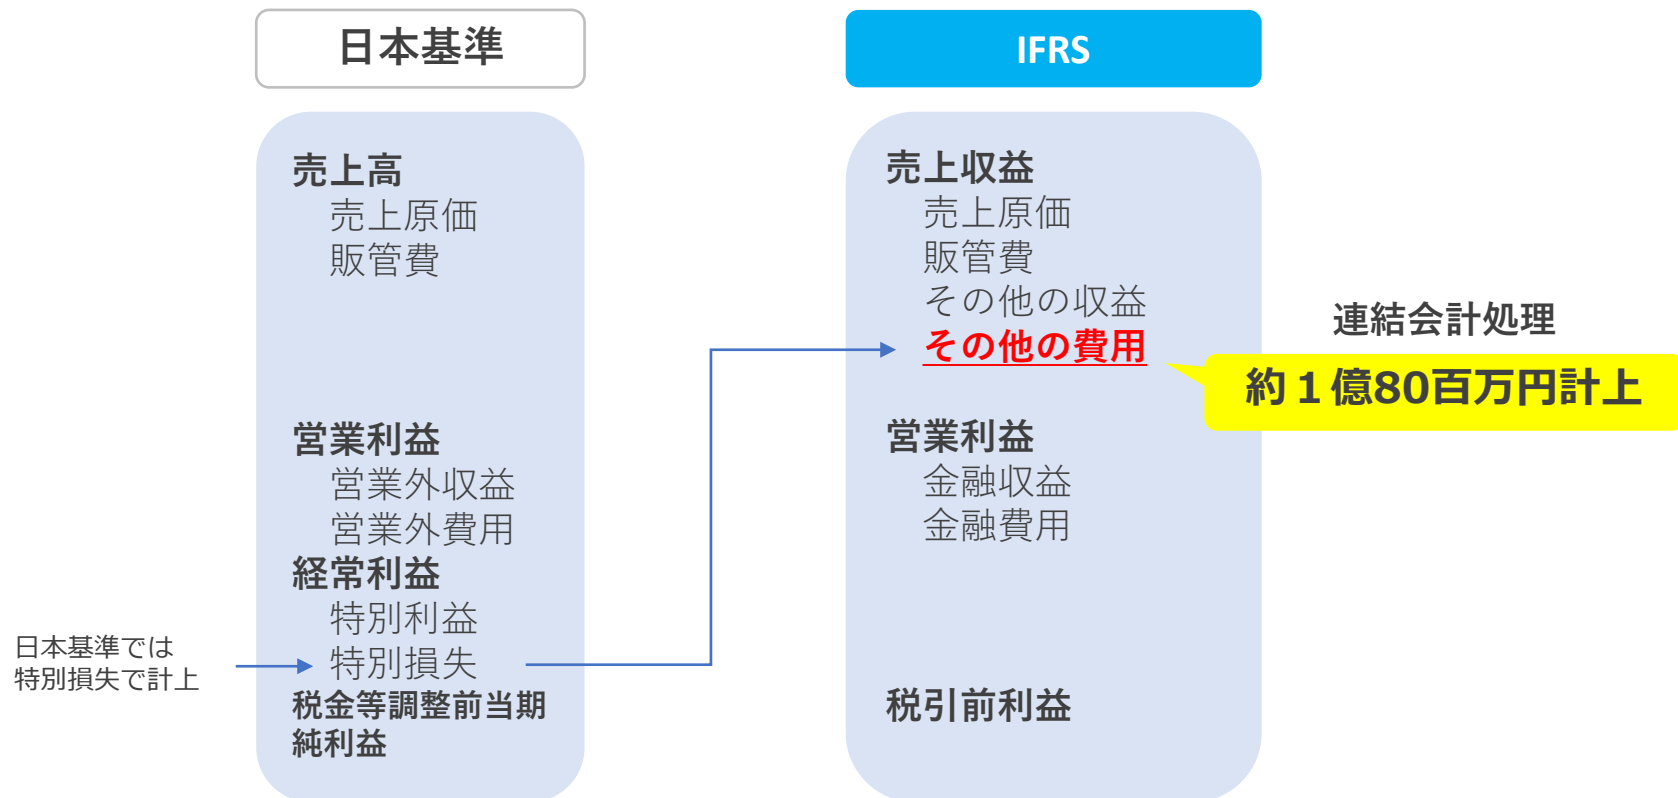 日本基準
売上高
売上原価
販管費
営業利益
営業外収益
営業外費用
経常利益
特別利益
特別損失
税金等調整前当期
純利益
日本基準では
特別損失で計上
IFRS
売上収益
売上原価
販管費
その他の収益
その他の費用
営業利益
金融収益
金融費用
税引前利益
連結会計処理
約１億80百万円計上